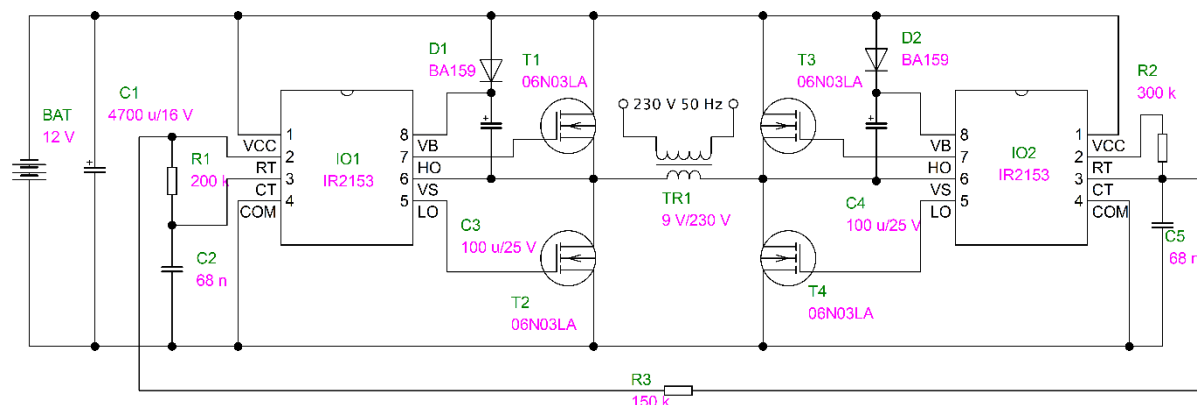 BAT
12 V
C1
4700 u/16 V
R1
200 k
C2
68 n
1
2
3
4
VCC
RT
CT
COM
IO1
IR2153
8
7
6
5
VB
HO
VS
LO
D1
BA159
C3
100 u/25 V
T1
06N03LA
T2
06N03LA
230 V 50 Hz
TR1
9 V/230 V
T3
06N03LA
T4
06N03LA
D2
BA159
C4
100 u/25 V
8
7
6
5
VB
HO
VS
LO
IO2
IR2153
1
2
3
4
VCC
RT
CT
COM
R2
300 k
C5
68 n
R3
150 k